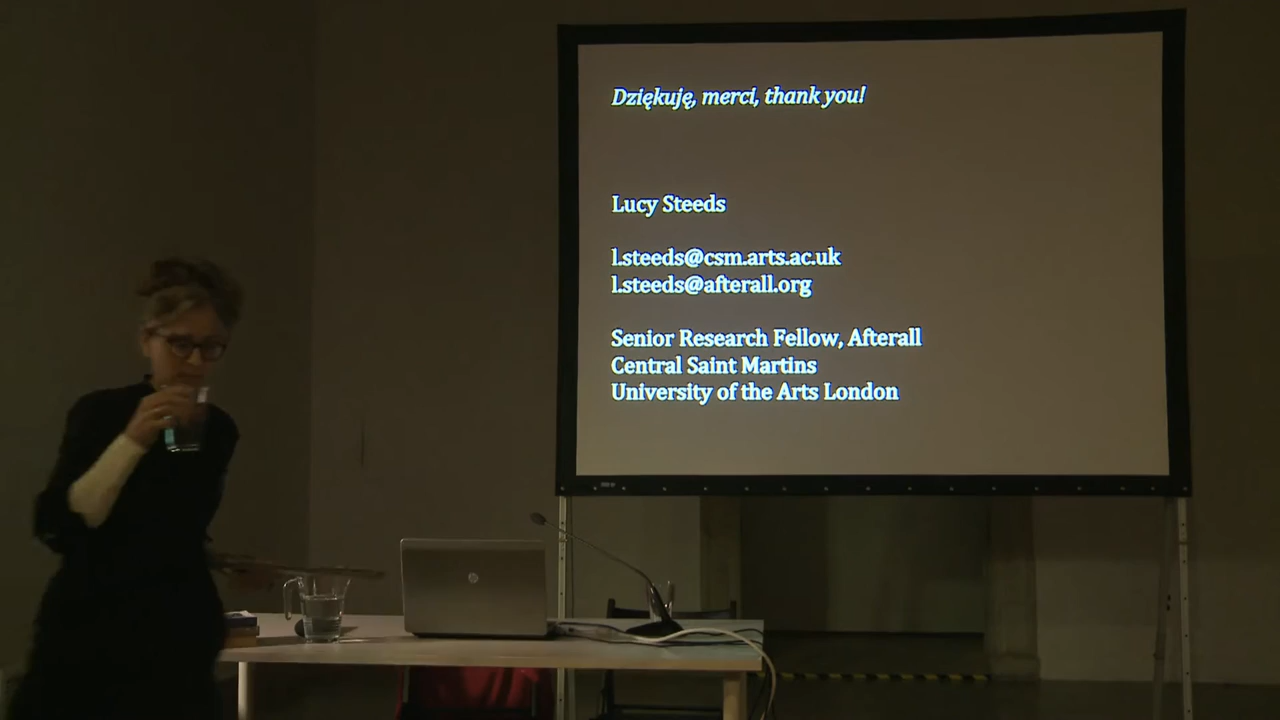 Dziękuję, merci, thank you!
Lucy Steeds
l.steeds@csm.arts.ac.uk
l.steeds@afterall.org
Senior Research Fellow, Afterall
Central Saint Martins
University of the Arts London
hp